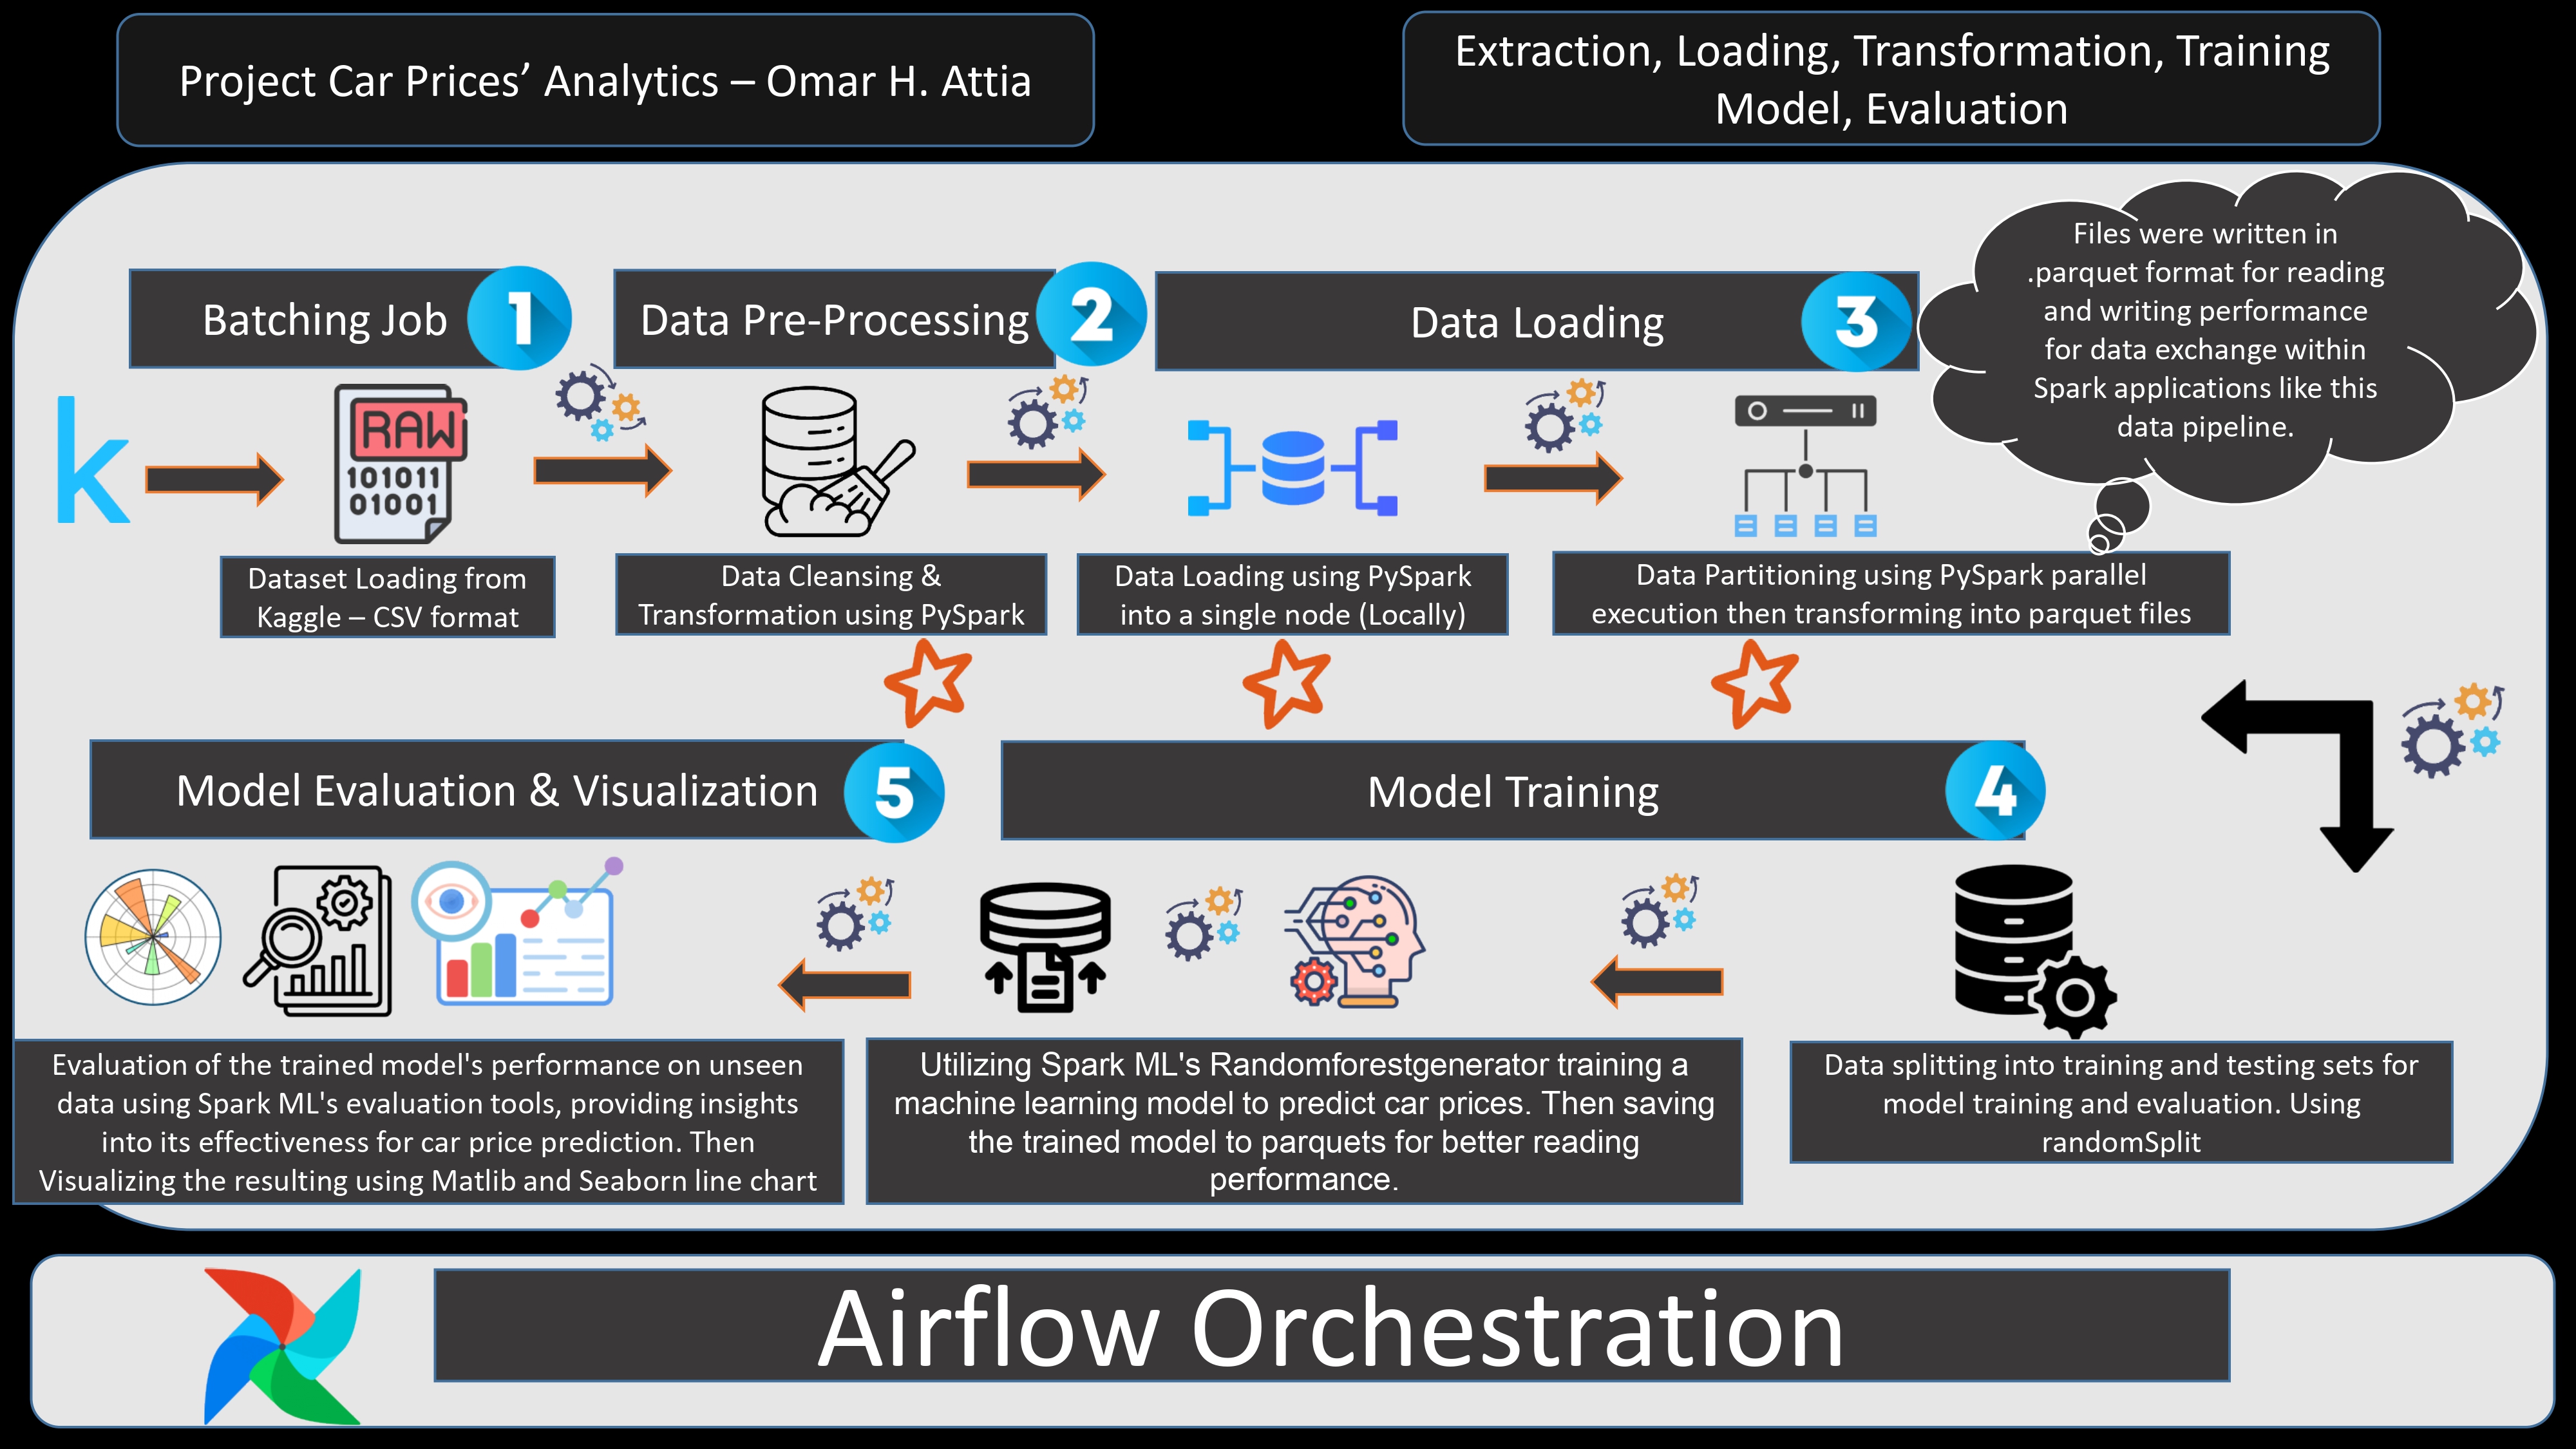 Project Car Prices’ Analytics – Omar H. Attia
Extraction, Loading, Transformation, Training
Model, Evaluation
Batching Job
1
Data Pre-Processing
2
Data Loading
3
Files were written in
.parquet format for reading
and writing performance
for data exchange within
Spark applications like this
data pipeline.
k
RAW
101011
01001
Dataset Loading from
Kaggle – CSV format
Data Cleansing &
Transformation using PySpark
Data Loading using PySpark
into a single node (Locally)
Data Partitioning using PySpark parallel
execution then transforming into parquet files
Model Evaluation & Visualization
5
Model Training
4
Evaluation of the trained model's performance on unseen
data using Spark ML's evaluation tools, providing insights
into its effectiveness for car price prediction. Then
Visualizing the resulting using Matlib and Seaborn line chart
Utilizing Spark ML's Randomforestgenerator training a
machine learning model to predict car prices. Then saving
the trained model to parquets for better reading
performance.
Data splitting into training and testing sets for
model training and evaluation. Using
randomSplit
Airflow Orchestration